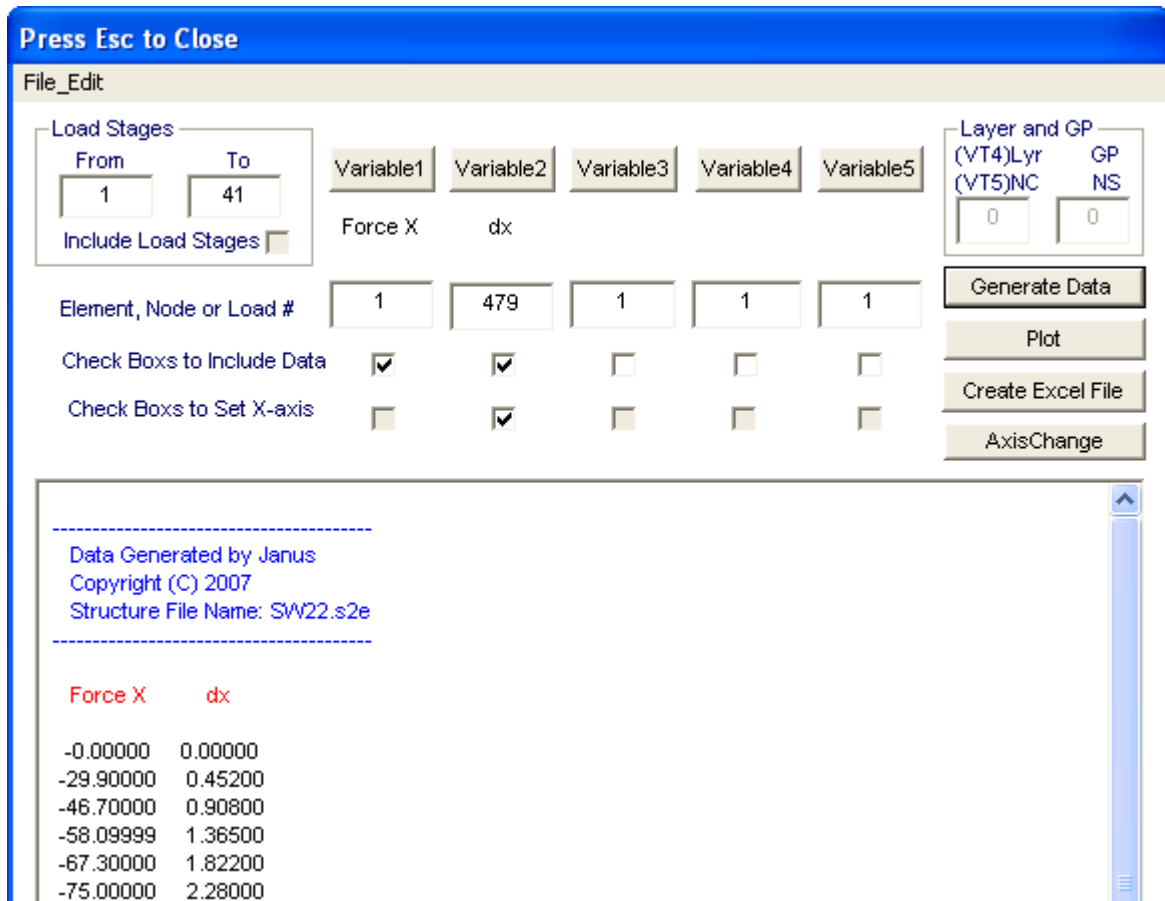 Press Esc to Close
File_Edit
Load Stages
From To
1 41
Include Load Stages
Variable1 Variable2 Variable3 Variable4 Variable5
Force X dx
Layer and GP
(VT4)Lyr GP
(VT5)NC NS
0 0
Element, Node or Load # 1 479 1 1 1
Check Boxs to Include Data
Check Boxs to Set X-axis
Generate Data
Plot
Create Excel File
AxisChange
----------------------------------------
Data Generated by Janus
Copyright (C) 2007
Structure File Name: SW22.s2e
----------------------------------------
Force X dx
-0.00000 0.00000
-29.90000 0.45200
-46.70000 0.90800
-58.09999 1.36500
-67.30000 1.82200
-75.00000 2.28000